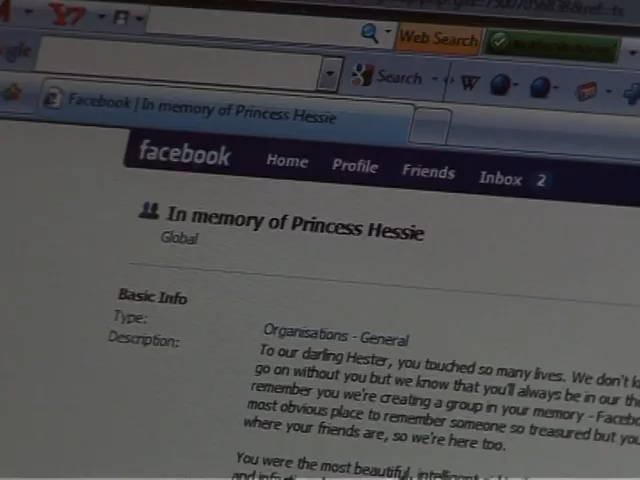 Web Search
Search
W
Facebook | In memory of Princess Hessie
facebook Home Profile Friends Inbox 2
In memory of Princess Hessie
Global
Basic Info
Type: Organisations - General
Description: To our darling Hester, you touched so many lives. We don't
go on without you but we know that you'll always be in our
remember you we're creating a group in your memory -
most obvious place to remember someone so treasured but
where your friends are, so we're here too.
You were the most beautiful,